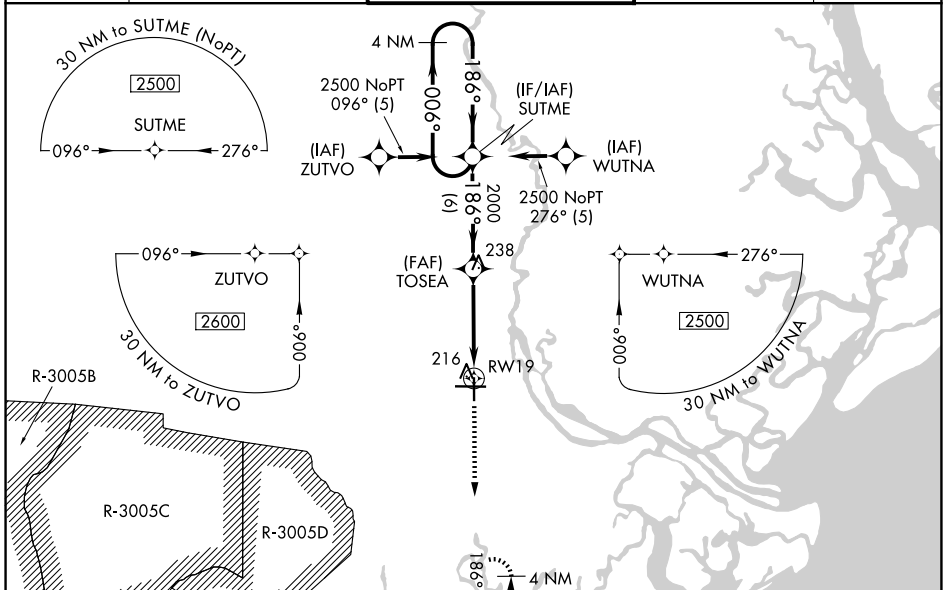 30 NM to SUTME (NoPT)
2500
SUTME
096°
276°
4 NM
006°
186°
2500 NoPT
096° (5)
(IAF)
ZUTVO
(IF/IAF)
SUTME
(IAF)
WUTNA
2500 NoPT
276° (5)
2000
186°
(6)
(FAF)
TOSEA
238
096°
ZUTVO
2600
006°
30 NM to ZUTVO
276°
WUTNA
2500
006°
30 NM to WUTNA
216
RW19
R-3005B
R-3005C
R-3005D
186°
4 NM